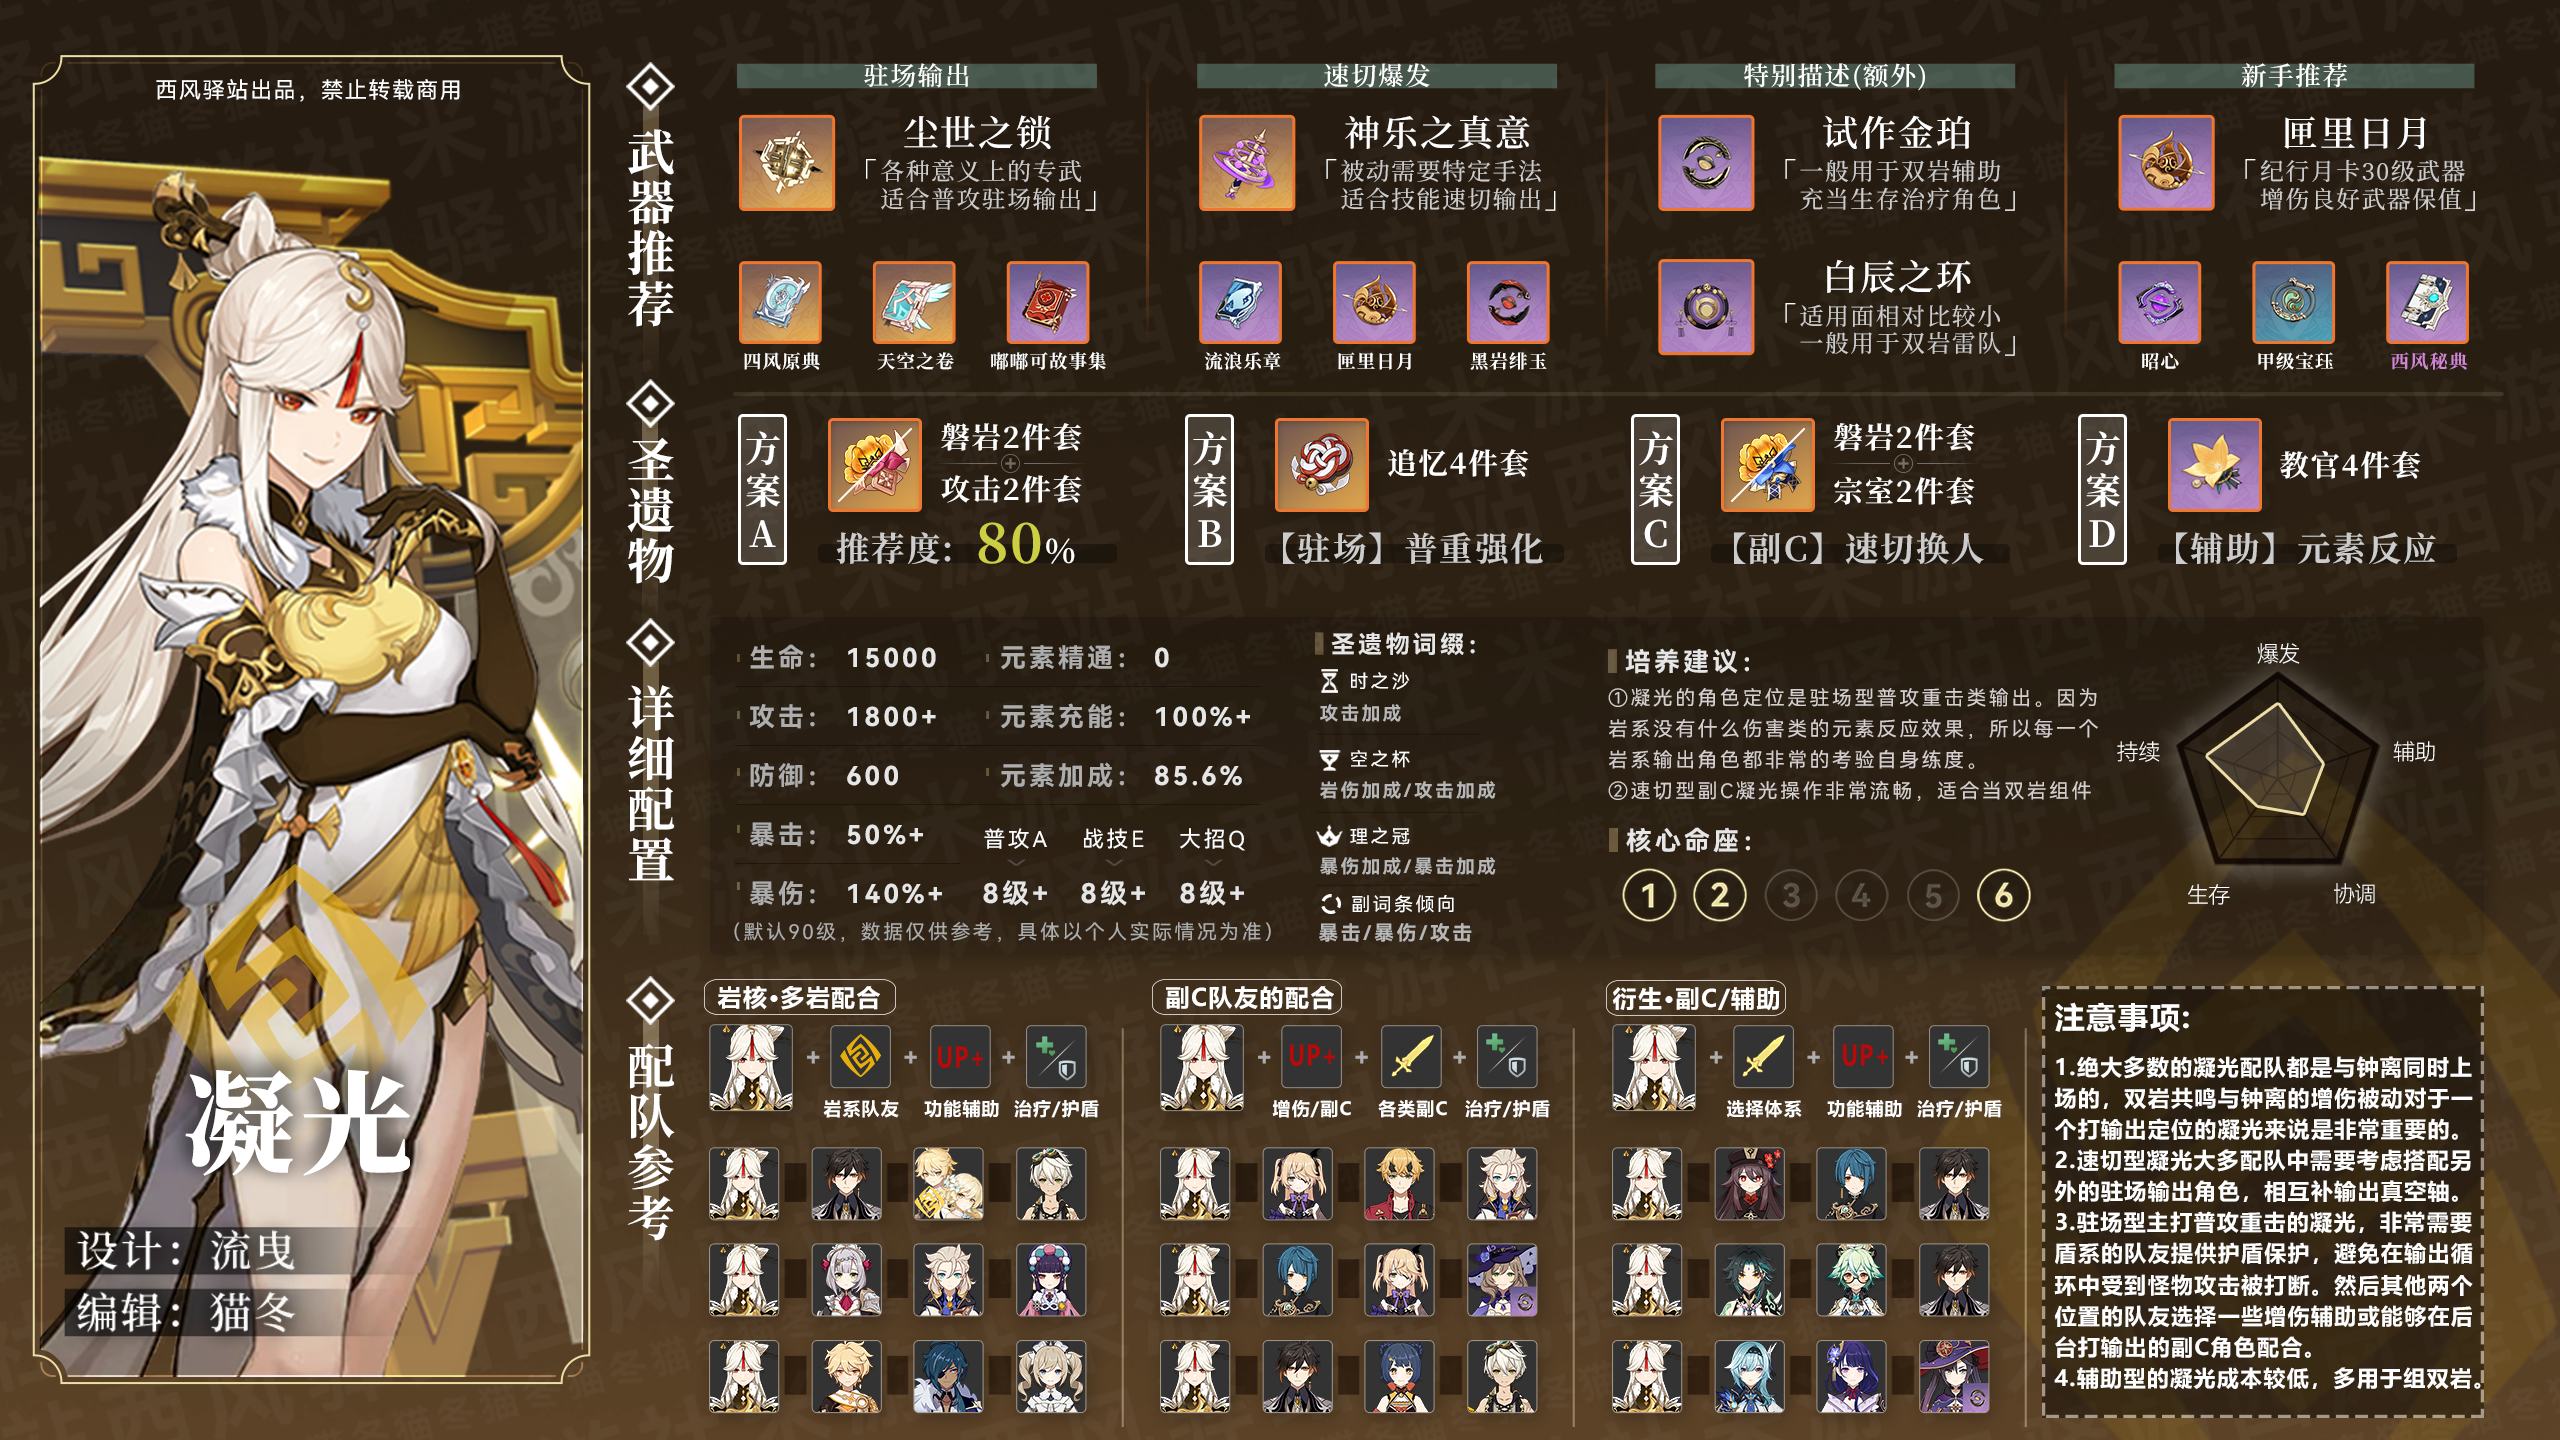 西风驿站出品，禁止转载商用
凝光
设计：流曳
编辑：猫冬
武器推荐
驻场输出
尘世之锁
「各种意义上的专武
适合普攻驻场输出」
四风原典
天空之卷
嘟嘟可故事集
速切爆发
神乐之真意
「被动需要特定手法
适合技能速切输出」
流浪乐章
匣里日月
黑岩绯玉
特别描述(额外)
试作金珀
「一般用于双岩辅助
充当生存治疗角色」
白辰之环
「适用面相对比较小
一般用于双岩雷队」
新手推荐
匣里日月
「纪行月卡30级武器
增伤良好武器保值」
昭心
甲级宝珏
西风秘典
圣遗物
方案A
磐岩2件套
攻击2件套
推荐度：80%
方案B
追忆4件套
【驻场】普重强化
方案C
磐岩2件套
宗室2件套
【副C】速切换人
方案D
教官4件套
【辅助】元素反应
详细配置
生命：15000
元素精通：0
攻击：1800+
元素充能：100%+
防御：600
元素加成：85.6%
暴击：50%+
普攻A 战技E 大招Q
暴伤：140%+
8级+ 8级+ 8级+
(默认90级，数据仅供参考，具体以个人实际情况为准)
圣遗物词缀：
时之沙
攻击加成
空之杯
岩伤加成/攻击加成
理之冠
暴伤加成/暴击加成
副词条倾向
暴击/暴伤/攻击
培养建议：
①凝光的角色定位是驻场型普攻重击类输出。因为
岩系没有什么伤害类的元素反应效果，所以每一个
岩系输出角色都非常的考验自身练度。
②速切型副C凝光操作非常流畅，适合当双岩组件
核心命座：
1 2 3 4 5 6
爆发
持续
辅助
生存
协调
配队参考
岩核·多岩配合
UP+
岩系队友 功能辅助 治疗/护盾
副C队友的配合
UP+
增伤/副C 各类副C 治疗/护盾
衍生·副C/辅助
UP+
选择体系 功能辅助 治疗/护盾
注意事项:
1.绝大多数的凝光配队都是与钟离同时上
场的，双岩共鸣与钟离的增伤被动对于一
个打输出定位的凝光来说是非常重要的。
2.速切型凝光大多配队中需要考虑搭配另
外的驻场输出角色，相互补输出真空轴。
3.驻场型主打普攻重击的凝光，非常需要
盾系的队友提供护盾保护，避免在输出循
环中受到怪物攻击被打断。然后其他两个
位置的队友选择一些增伤辅助或能够在后
台打输出的副C角色配合。
4.辅助型的凝光成本较低，多用于组双岩。